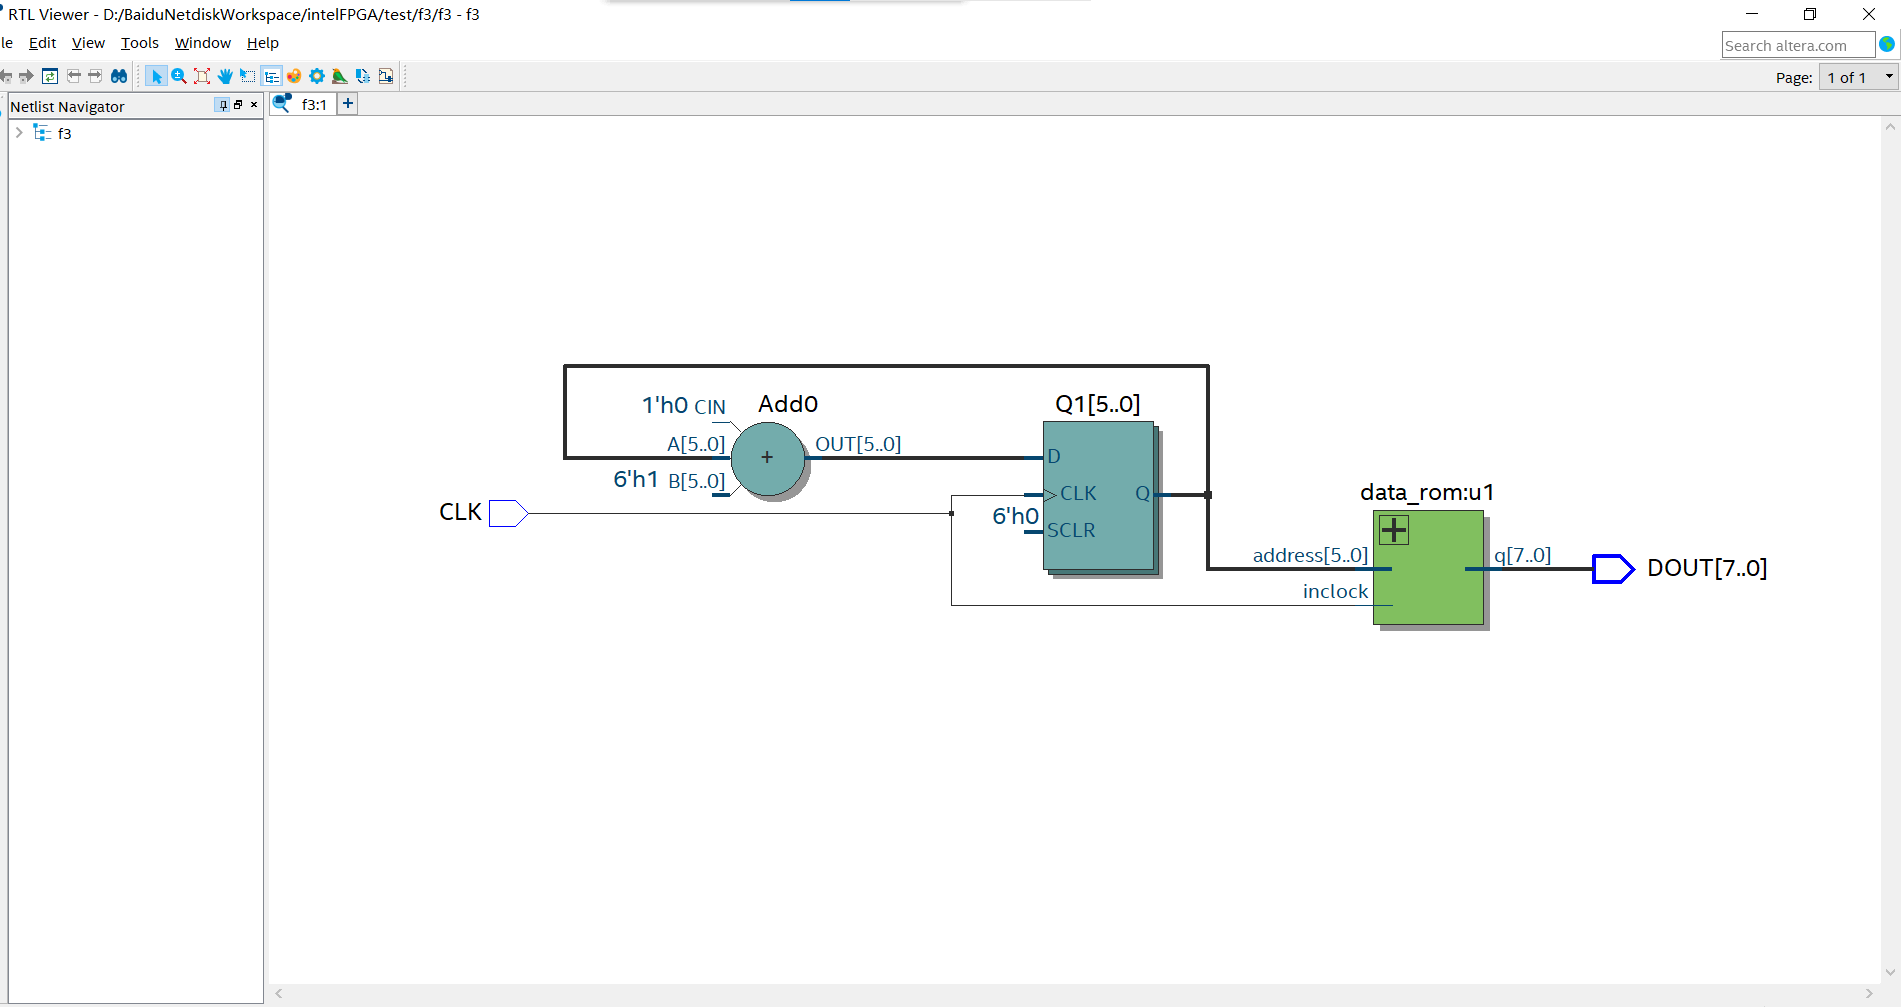 RTL Viewer - D:/BaiduNetdiskWorkspace/intelFPGA/test/f3/f3 - f3
le Edit View Tools Window Help
Search altera.com
Page: 1 of 1
Netlist Navigator
f3:1
f3
1'h0 CIN
Add0
Q1[5..0]
A[5..0]
OUT[5..0]
+
D
6'h1 B[5..0]
CLK
CLK Q
6'h0
SCLR
data_rom:u1
address[5..0]
q[7..0]
DOUT[7..0]
inclock